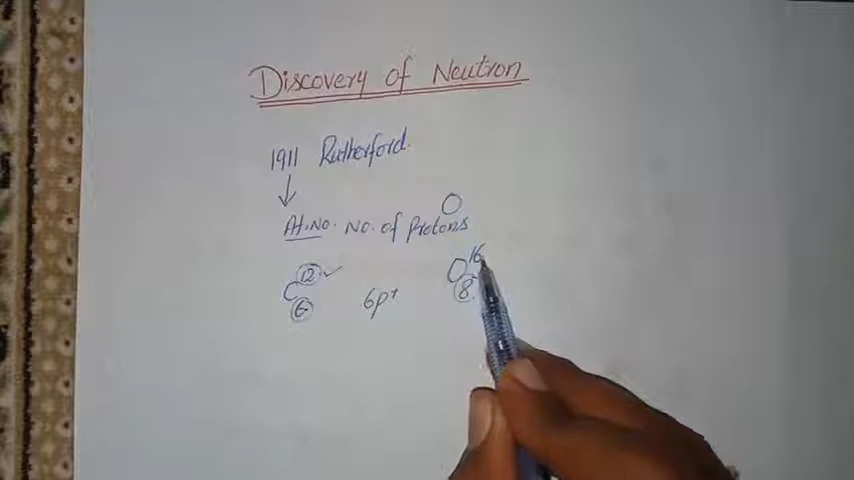 Discovery of Neutron
1911 Rutherford.
At. No. No. of Protons
C 12 6 6p+ O 16 8